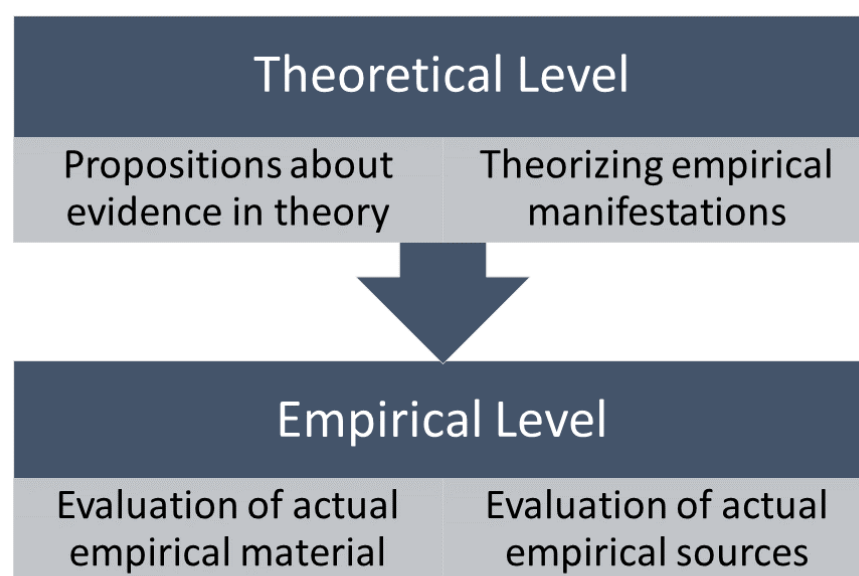 Theoretical Level
Propositions about
evidence in theory
Theorizing empirical
manifestations
Empirical Level
Evaluation of actual
empirical material
Evaluation of actual
empirical sources